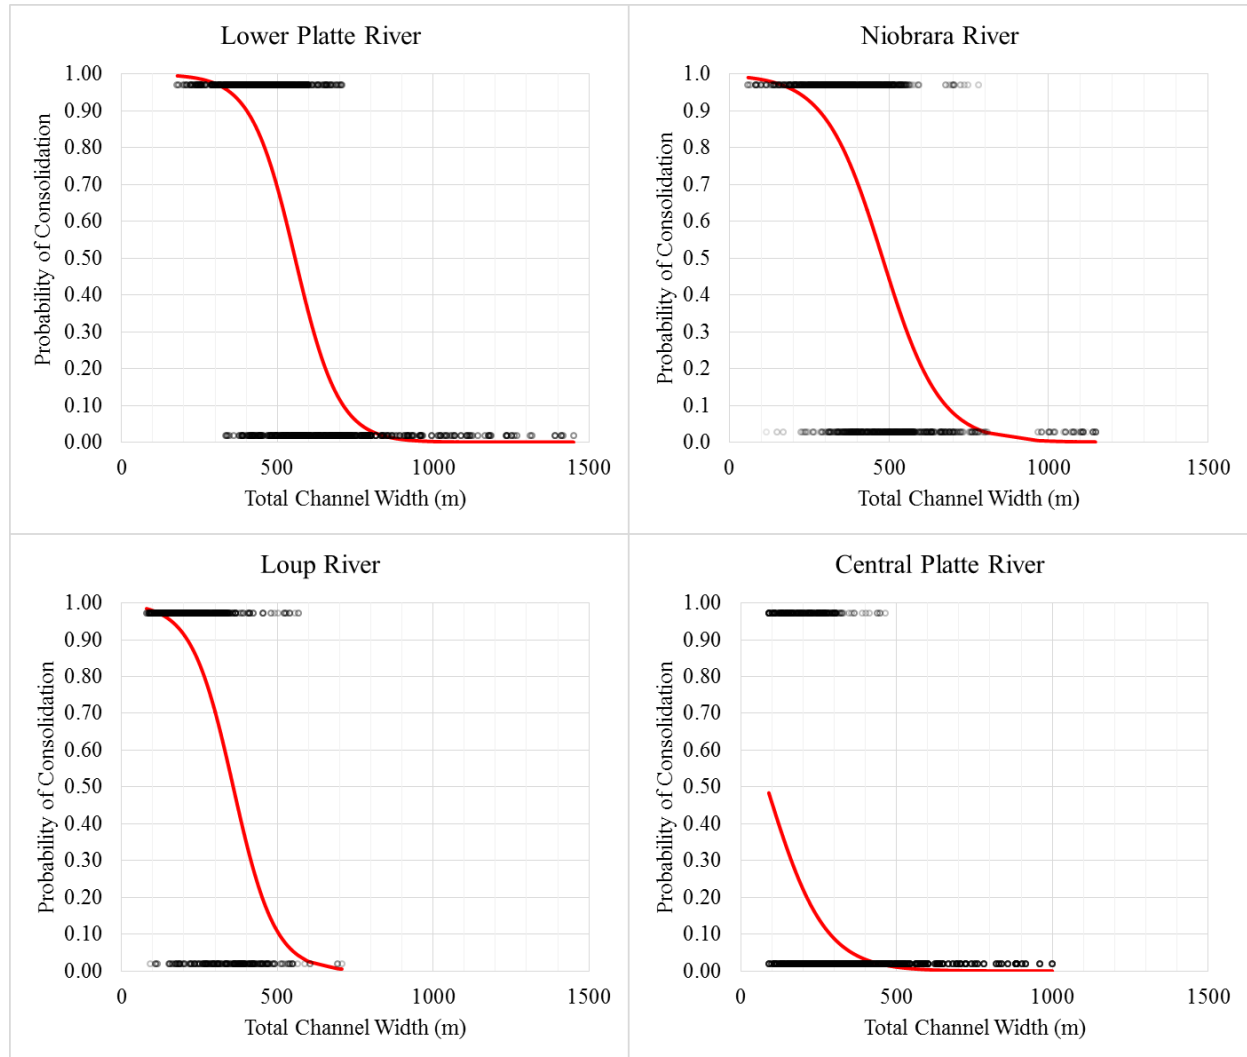 Lower Platte River
Probability of Consolidation
1.00
0.90
0.80
0.70
0.60
0.50
0.40
0.30
0.20
0.10
0.00
0 500 1000 1500
Total Channel Width (m)
Niobrara River
Probability of Consolidation
1.0
0.9
0.8
0.7
0.6
0.5
0.4
0.3
0.2
0.1
0.0
0 500 1000 1500
Total Channel Width (m)
Loup River
Probability of Consolidation
1.00
0.90
0.80
0.70
0.60
0.50
0.40
0.30
0.20
0.10
0.00
0 500 1000 1500
Total Channel Width (m)
Central Platte River
Probability of Consolidation
1.00
0.90
0.80
0.70
0.60
0.50
0.40
0.30
0.20
0.10
0.00
0 500 1000 1500
Total Channel Width (m)